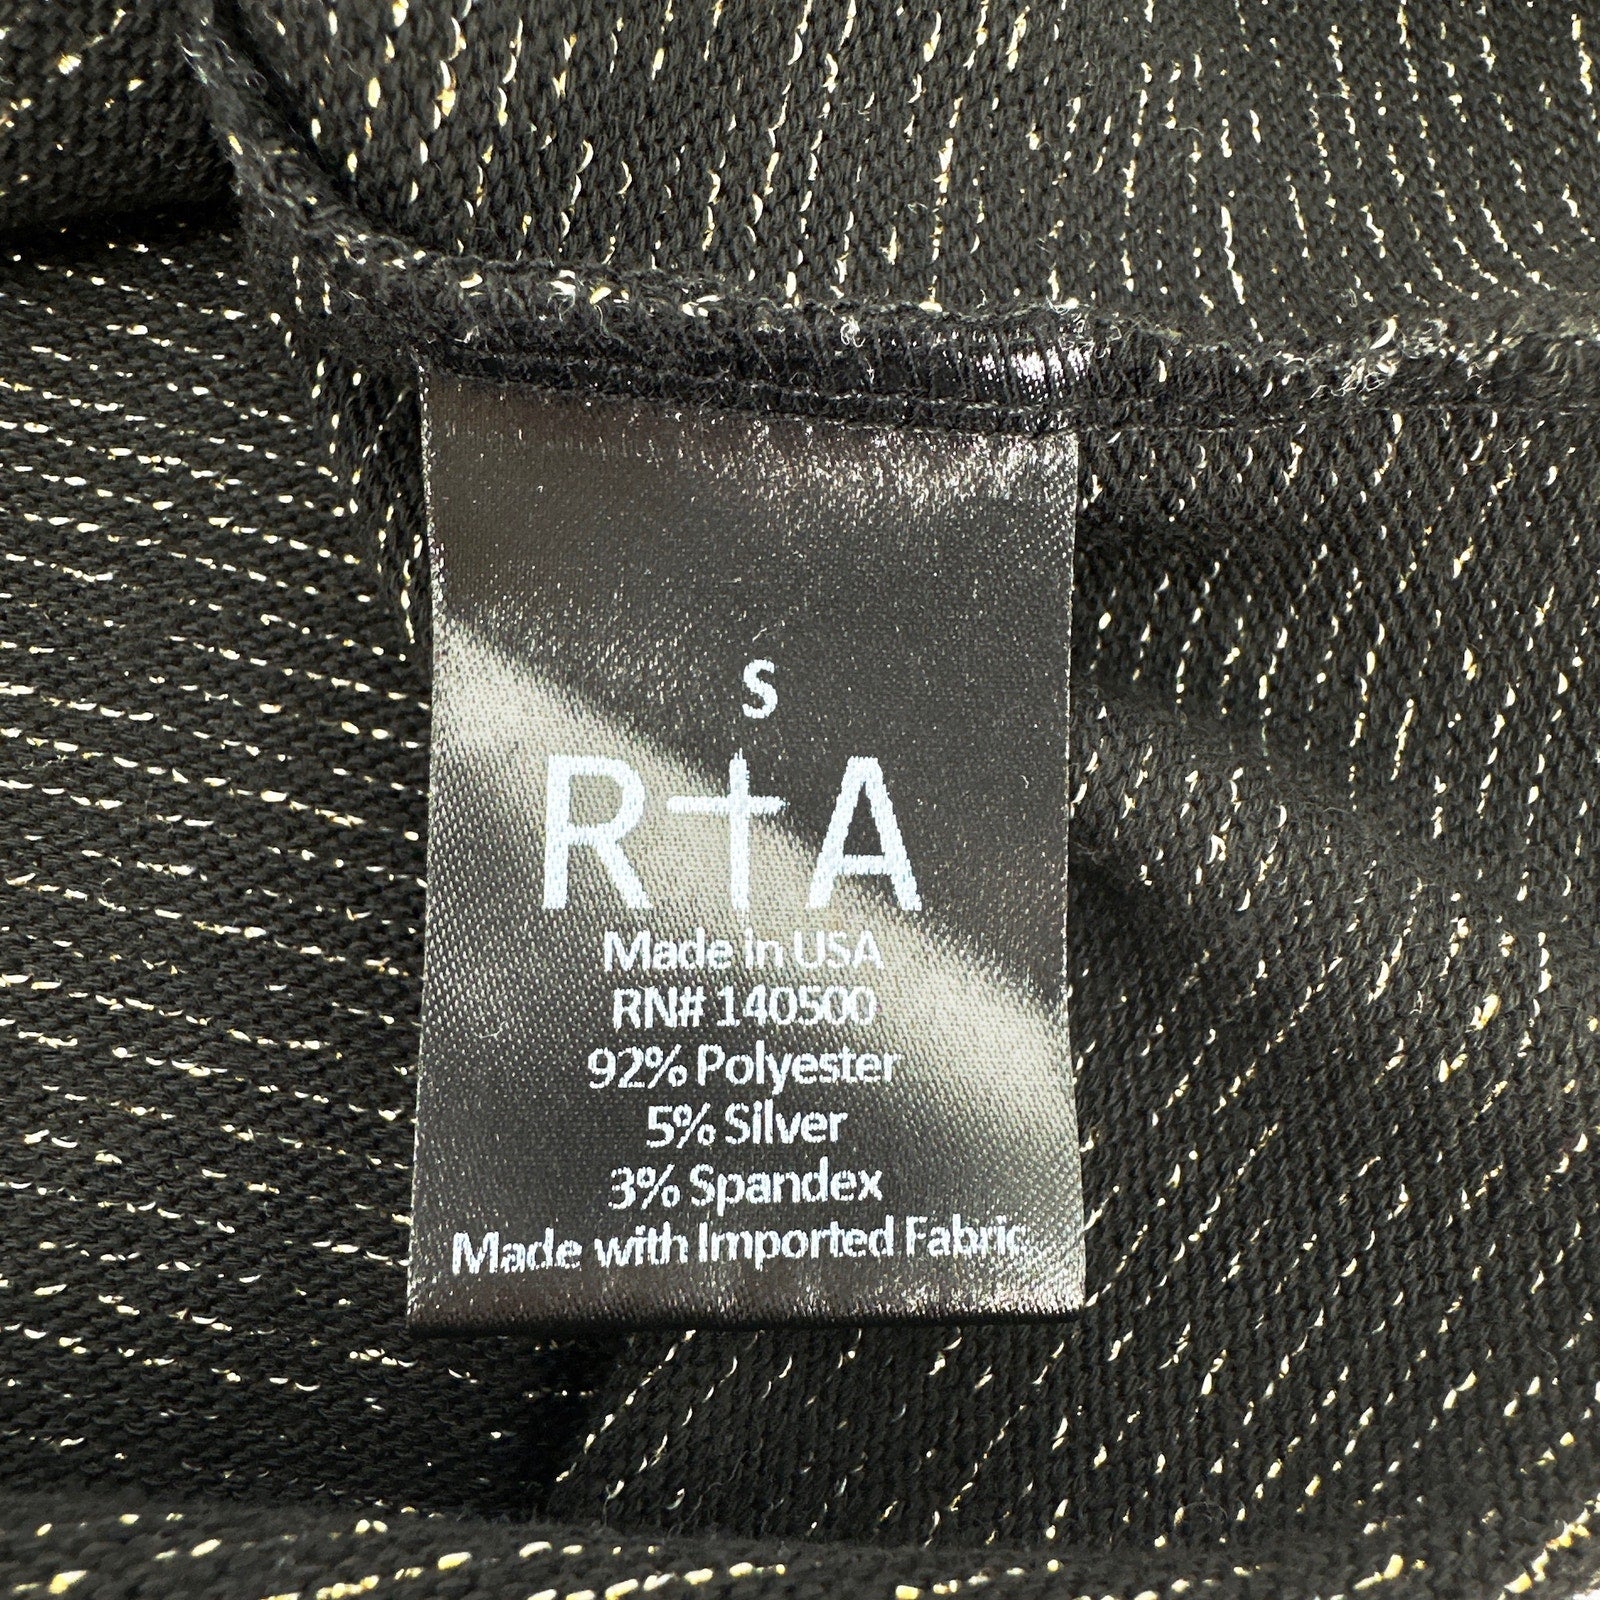 S
R†A
Made in USA
RN# 140500
92% Polyester
5% Silver
3% Spandex
Made with Imported Fabric.